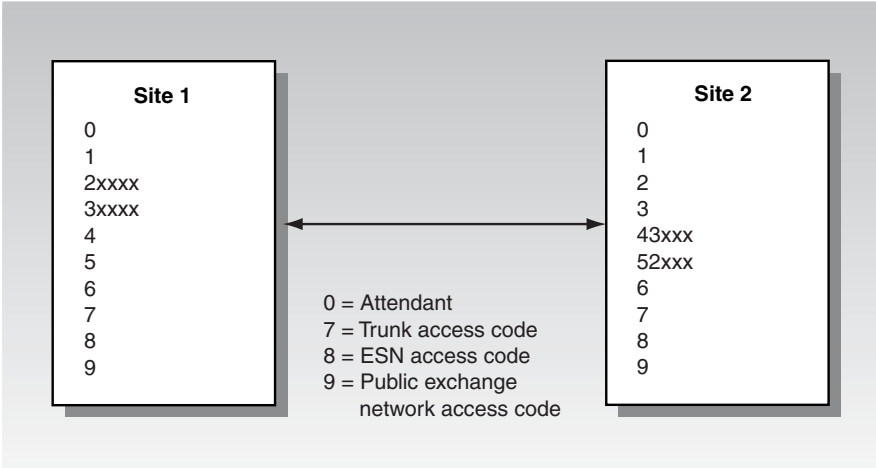 Site 1
0
1
2xxxx
3xxxx
4
5
6
7
8
9
Site 2
0
1
2
3
43xxx
52xxx
6
7
8
9
0 = Attendant
7 = Trunk access code
8 = ESN access code
9 = Public exchange
network access code